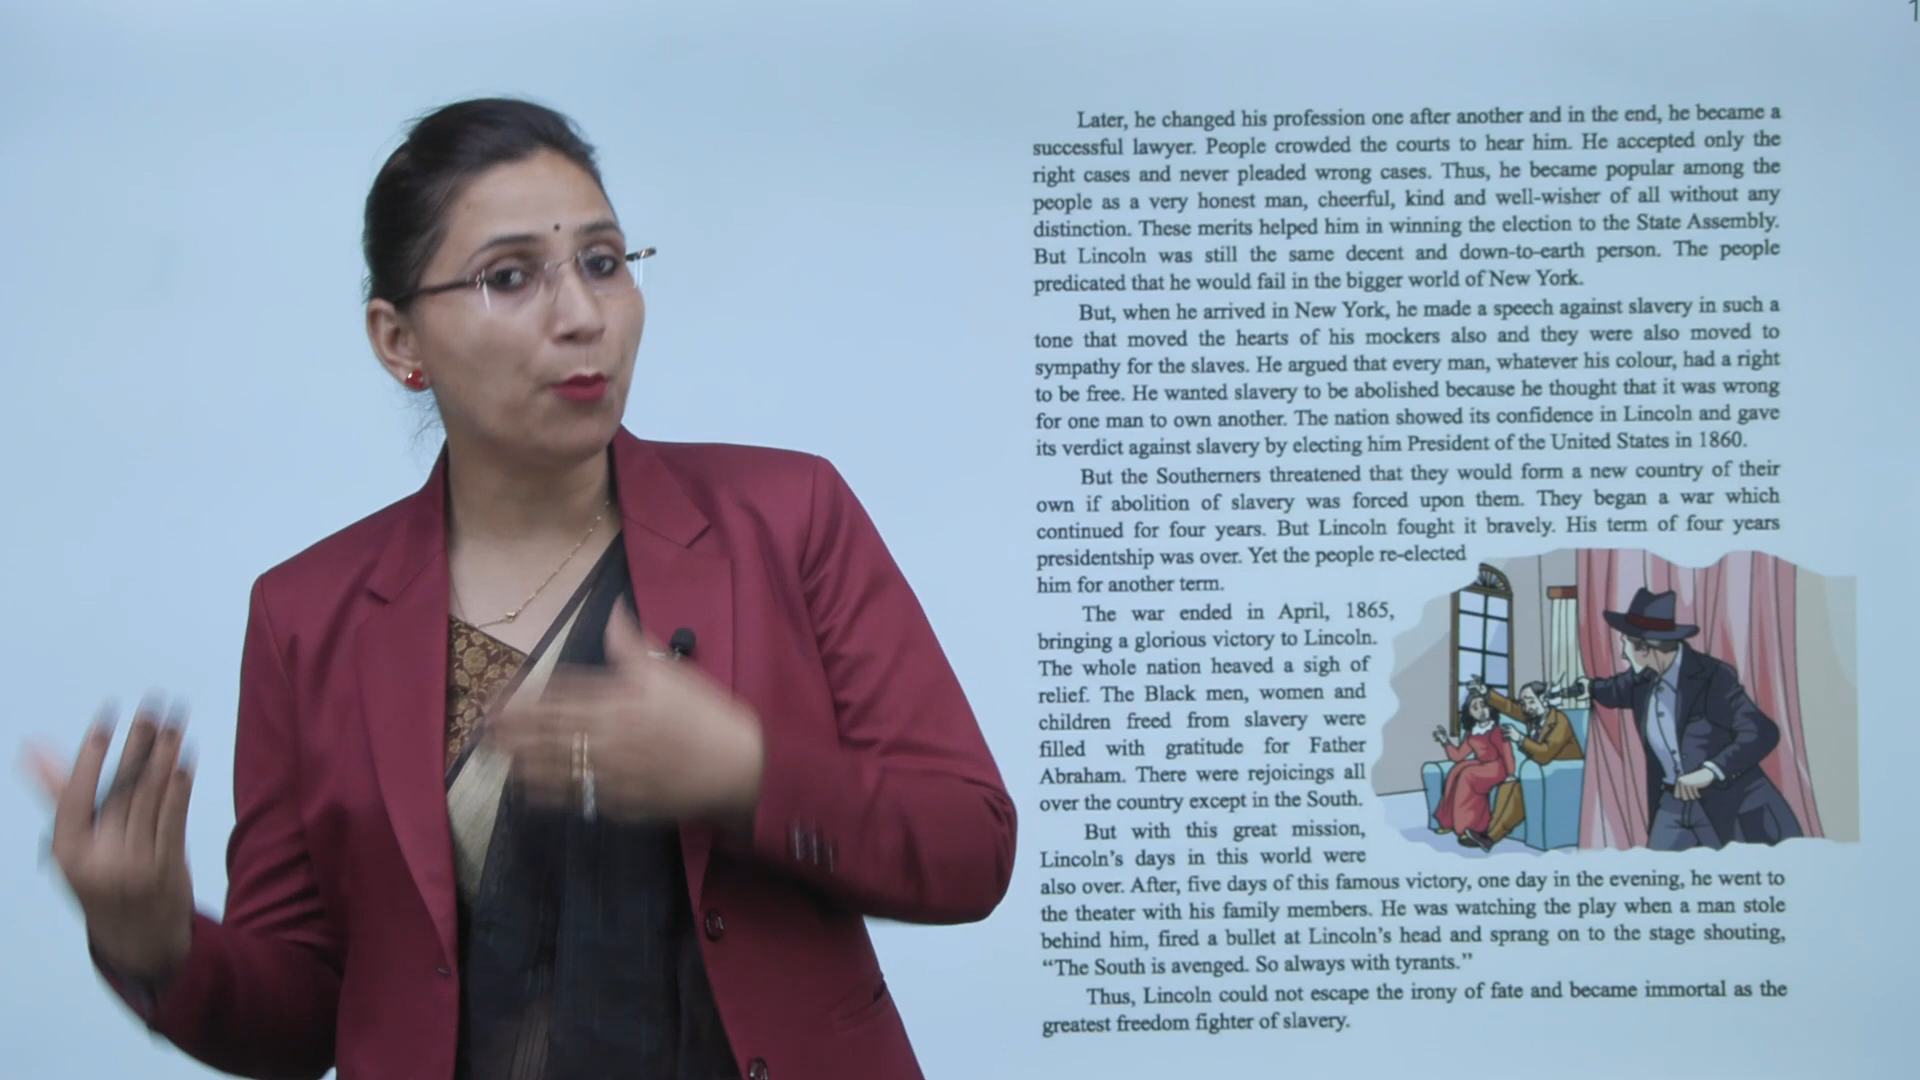 1
Later, he changed his profession one after another and in the end, he became a
successful lawyer. People crowded the courts to hear him. He accepted only the
right cases and never pleaded wrong cases. Thus, he became popular among the
people as a very honest man, cheerful, kind and well-wisher of all without any
distinction. These merits helped him in winning the election to the State Assembly.
But Lincoln was still the same decent and down-to-earth person. The people
predicated that he would fail in the bigger world of New York.
But, when he arrived in New York, he made a speech against slavery in such a
tone that moved the hearts of his mockers also and they were also moved to
sympathy for the slaves. He argued that every man, whatever his colour, had a right
to be free. He wanted slavery to be abolished because he thought that it was wrong
for one man to own another. The nation showed its confidence in Lincoln and gave
its verdict against slavery by electing him President of the United States in 1860.
But the Southerners threatened that they would form a new country of their
own if abolition of slavery was forced upon them. They began a war which
continued for four years. But Lincoln fought it bravely. His term of four years
presidentship was over. Yet the people re-elected
him for another term.
The war ended in April, 1865,
bringing a glorious victory to Lincoln.
The whole nation heaved a sigh of
relief. The Black men, women and
children freed from slavery were
filled with gratitude for Father
Abraham. There were rejoicings all
over the country except in the South.
But with this great mission,
Lincoln's days in this world were
also over. After, five days of this famous victory, one day in the evening, he went to
the theater with his family members. He was watching the play when a man stole
behind him, fired a bullet at Lincoln's head and sprang on to the stage shouting,
“The South is avenged. So always with tyrants.”
Thus, Lincoln could not escape the irony of fate and became immortal as the
greatest freedom fighter of slavery.